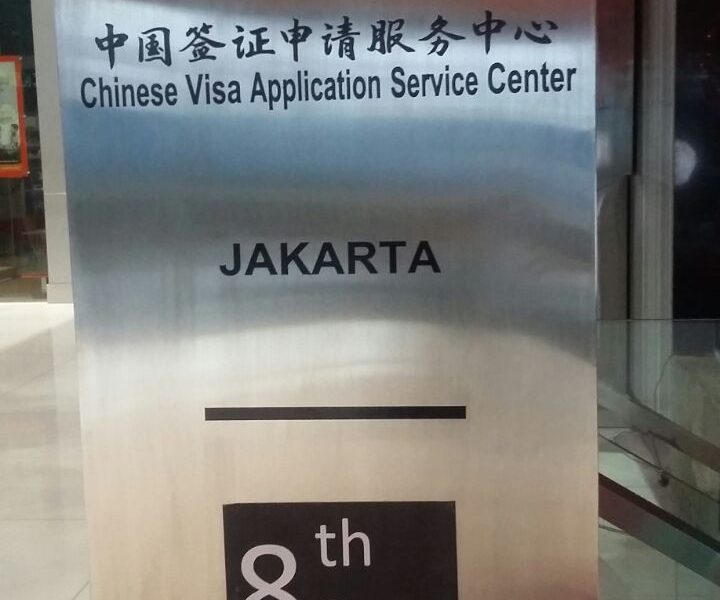 中国签证申请服务中心
Chinese Visa Application Service Center
JAKARTA
8th